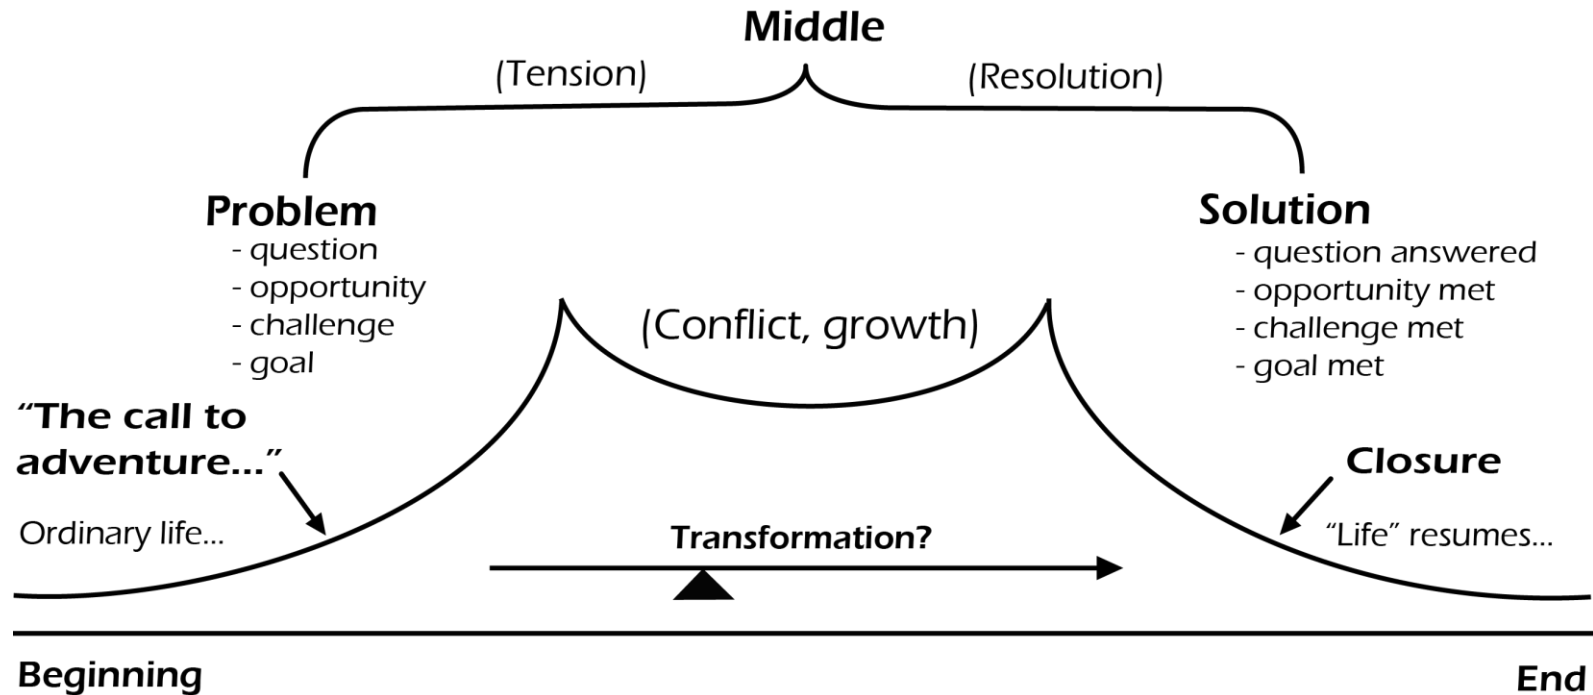 Middle
(Tension)
(Resolution)
Problem
- question
- opportunity
- challenge
- goal
Solution
- question answered
- opportunity met
- challenge met
- goal met
(Conflict, growth)
“The call to
adventure...”
Closure
Ordinary life...
Transformation?
“Life” resumes...
Beginning
End